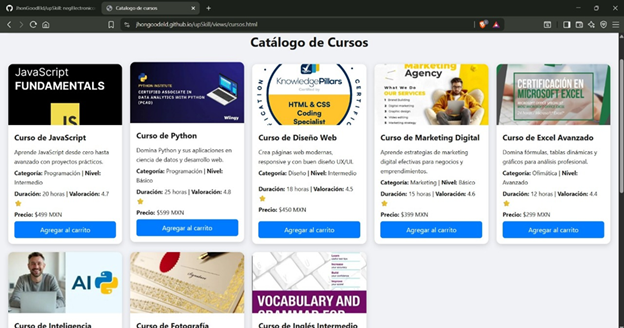 JhonGoodrid/upSkill_nngElectronic
Catalogo de cursos
jhongoodrid.github.io/upSkill/views/cursos.html
Catálogo de Cursos
JavaScript
FUNDAMENTALS
JS
Curso de JavaScript
Aprende JavaScript desde cero hasta
avanzado con proyectos prácticos.
Categoría: Programación | Nivel:
Intermedio
Duración: 20 horas | Valoración: 4.7
Precio: $499 MXN
Agregar al carrito
PYTHON INSTITUTE
CERTIFIED ASSOCIATE IN
DATA ANALYTICS WITH PYTHON
(PCAD)
Wiingy
Curso de Python
Domina Python y sus aplicaciones en
ciencia de datos y desarrollo web.
Categoría: Programación | Nivel:
Básico
Duración: 25 horas | Valoración: 4.8
Precio: $599 MXN
Agregar al carrito
KnowledgePillars
HTML & CSS
Coding
Specialist
Curso de Diseño Web
Crea páginas web modernas,
responsive y con buen diseño UX/UI.
Categoría: Diseño | Nivel: Intermedio
Duración: 18 horas | Valoración: 4.5
Precio: $450 MXN
Agregar al carrito
Marketing
Agency
What We Do
OUR SERVICES
Curso de Marketing Digital
Aprende estrategias de marketing
digital efectivas para negocios y
emprendimientos.
Categoría: Marketing | Nivel: Básico
Duración: 15 horas | Valoración: 4.6
Precio: $399 MXN
Agregar al carrito
CERTIFICACIÓN EN
MICROSOFT EXCEL
Curso de Excel Avanzado
Domina fórmulas, tablas dinámicas y
gráficos para análisis profesional.
Categoría: Ofimática | Nivel:
Avanzado
Duración: 12 horas | Valoración: 4.4
Precio: $299 MXN
Agregar al carrito
AI
Curso de Inteligencia
Curso de Fotografía
VOCABULARY AND
GRAMMAR FOR
Curso de Inglés Intermedio